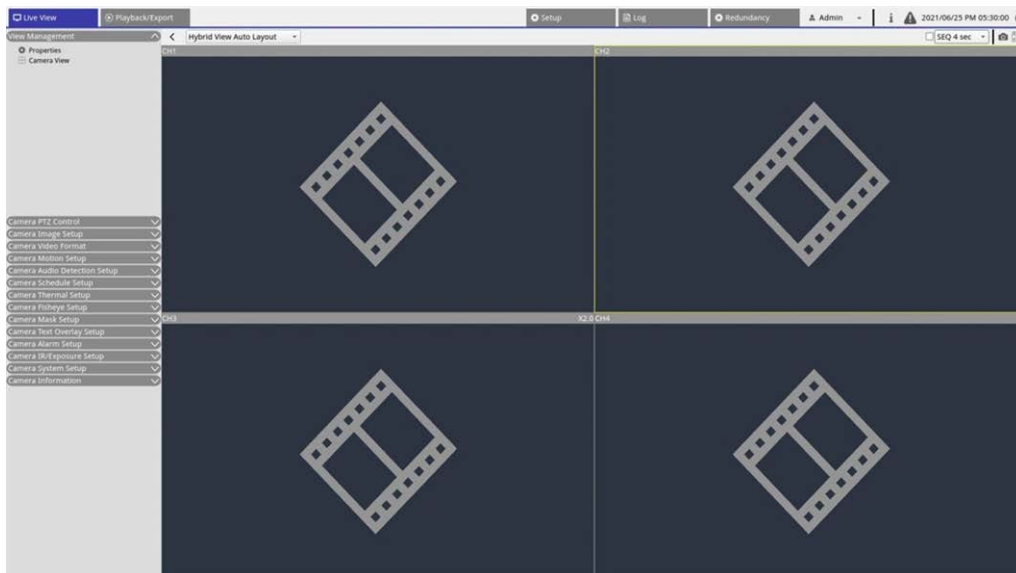 Live View Playback/Export Setup Log Redundancy Admin i 2021/06/25 PM 05:30:00
View Management Hybrid View Auto Layout SEQ 4 sec
Properties
Camera View
CH1 CH2
Camera PTZ Control
Camera Image Setup
Camera Video Format
Camera Motion Setup
Camera Audio Detection Setup
Camera Schedule Setup
Camera Thermal Setup
Camera Fisheye Setup
Camera Mask Setup
CH3 X2.0 CH4
Camera Text Overlay Setup
Camera Alarm Setup
Camera IR/Exposure Setup
Camera System Setup
Camera Information